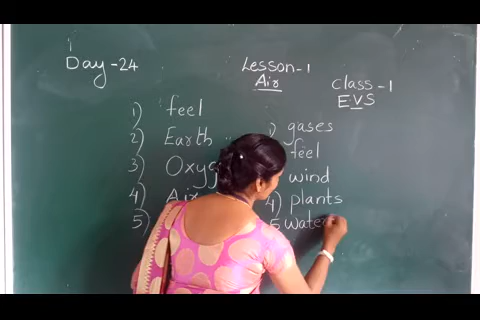 Day - 24
Lesson - 1
Air
Class - 1
EVS
1) feel
2) Earth
3)
4) Air
5)
1) gases
feel
wind
4) plants
5 Water